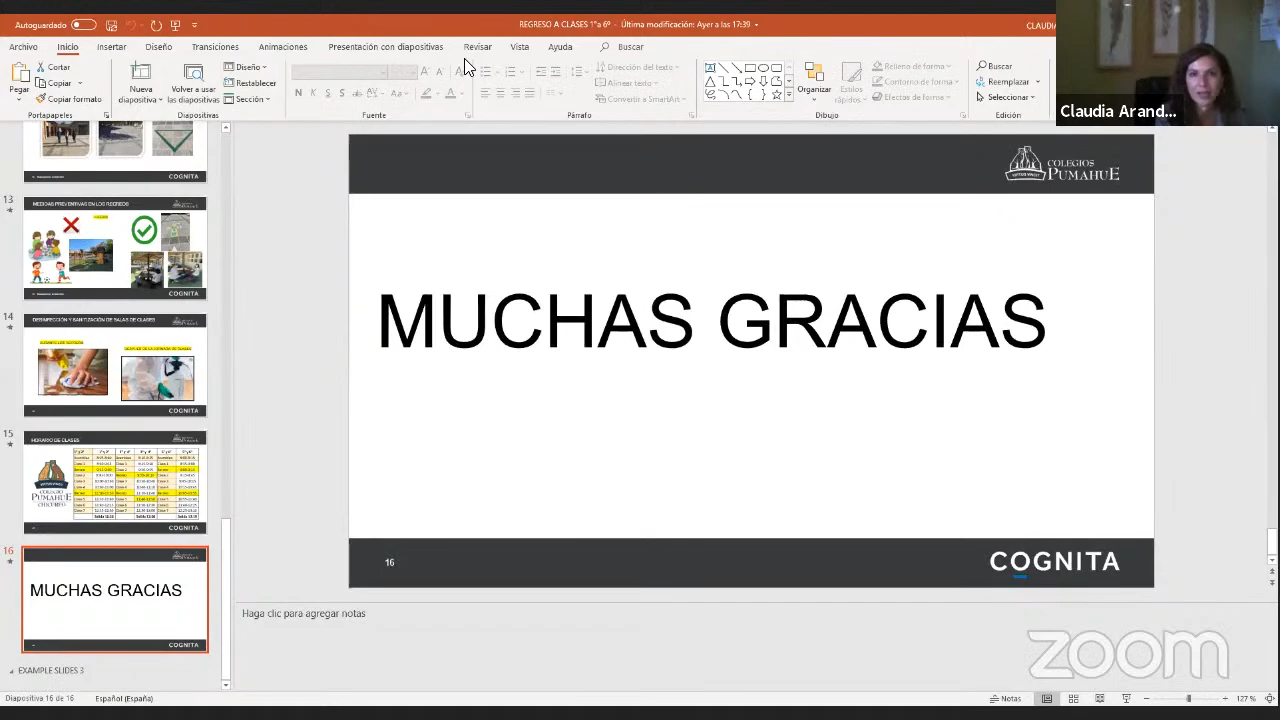 Autoguardado
REGRESO A CLASES 1°a 6° - Última modificación: Ayer a las 17:39
CLAUDIA
Archivo Inicio Insertar Diseño Transiciones Animaciones Presentación con diapositivas Revisar Vista Ayuda Buscar
Pegar
Cortar
Copiar
Copiar formato
Portapapeles
Nueva diapositiva
Volver a usar las diapositivas
Diseño
Restablecer
Sección
Diapositivas
N K S S
Aa
A
Fuente
Dirección del texto
Alinear texto
Convertir a SmartArt
Párrafo
Organizar
Estilos rápidos
Relleno de forma
Contorno de forma
Efectos de forma
Dibujo
Buscar
Reemplazar
Seleccionar
Edición
Claudia Arand...
COGNITA
13
MEDIDAS PREVENTIVAS EN LOS RECREOS
COGNITA
14
DESINFECCIÓN Y SANITIZACIÓN DE SALAS DE CLASES
COGNITA
15
HORARIO DE CLASES
COLEGIO
PUMAHUE
CHICUREO
COGNITA
16
MUCHAS GRACIAS
COGNITA
EXAMPLE SLIDES 3
COLEGIOS
PUMAHUE
MUCHAS GRACIAS
16
COGNITA
Haga clic para agregar notas
zoom
Diapositiva 16 de 16 Español (España)
Notas
127 %